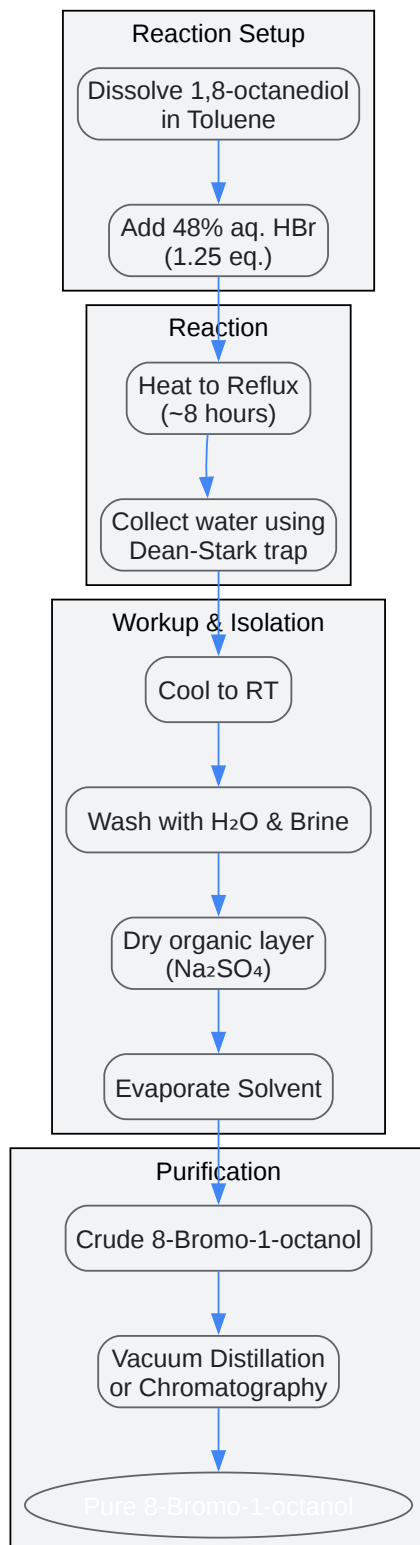 Reaction Setup
Dissolve 1,8-octanediol
in Toluene
Add 48% aq. HBr
(1.25 eq.)
Reaction
Heat to Reflux
(~8 hours)
Collect water using
Dean-Stark trap
Workup & Isolation
Cool to RT
Wash with H₂O & Brine
Dry organic layer
(Na₂SO₄)
Evaporate Solvent
Purification
Crude 8-Bromo-1-octanol
Vacuum Distillation
or Chromatography
Pure 8-Bromo-1-octanol